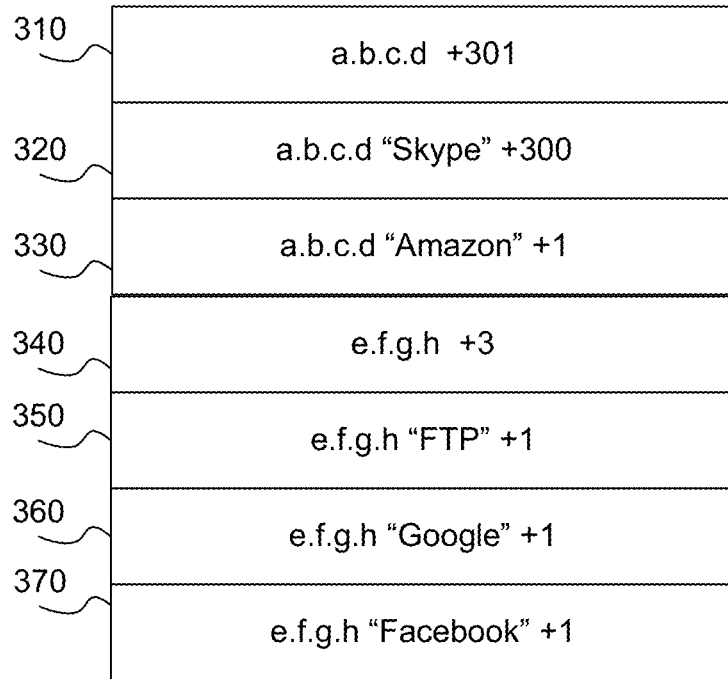 310
a.b.c.d +301
320
a.b.c.d “Skype” +300
330
a.b.c.d “Amazon” +1
340
e.f.g.h +3
350
e.f.g.h “FTP” +1
360
e.f.g.h “Google” +1
370
e.f.g.h “Facebook” +1